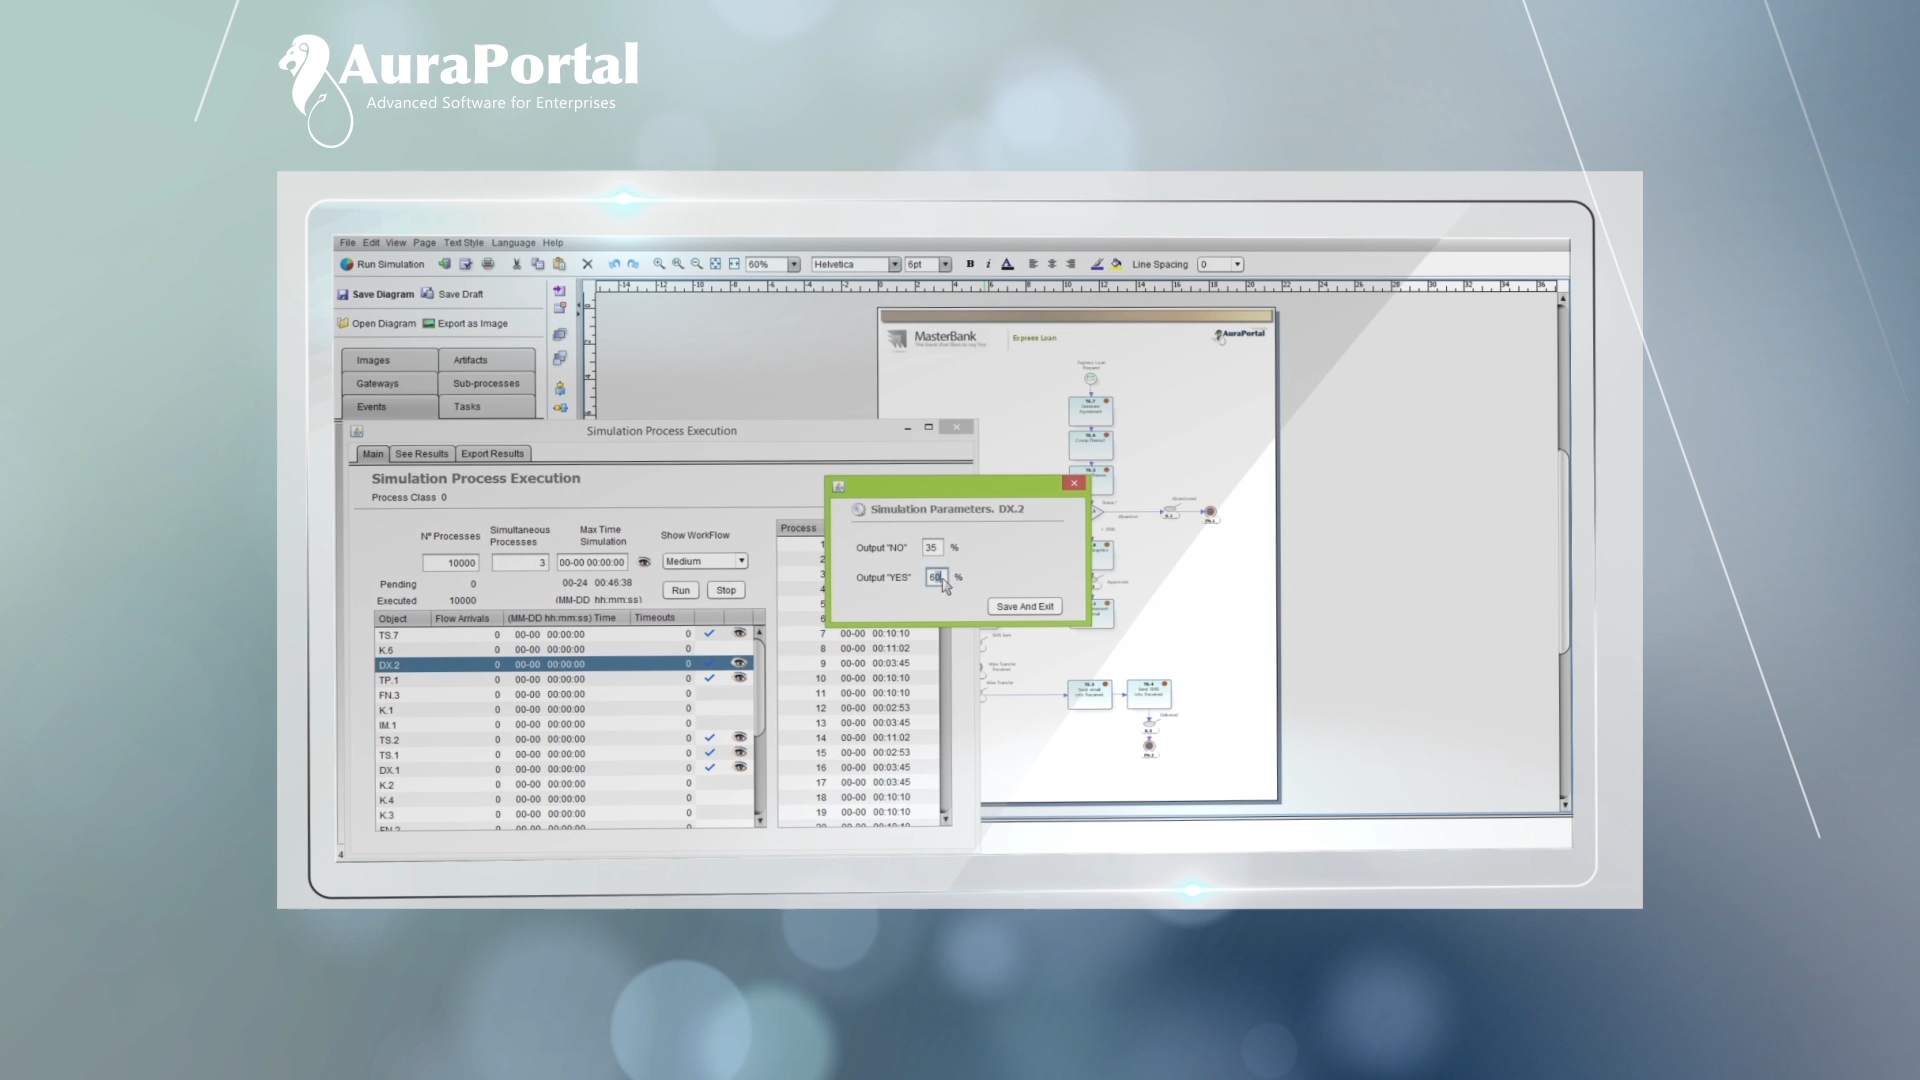 AuraPortal
Advanced Software for Enterprises
File Edit View Page Text Style Language Help
Run Simulation 60% Helvetica 6pt B i A Line Spacing 0
Save Diagram Save Draft
Open Diagram Export as Image
Images Artifacts
Gateways Sub-processes
Events Tasks
MasterBank Express Loan AuraPortal
Simulation Process Execution
Main See Results Export Results
Simulation Process Execution
Process Class 0
Nº Processes Simultaneous Processes Max Time Simulation Show WorkFlow
10000 3 00-00 00:00:00 Medium
Pending 0 00-24 00:46:38 Run Stop
Executed 10000 (MM-DD hh:mm:ss)
Object Flow Arrivals (MM-DD hh:mm:ss) Time Timeouts
TS.7 0 00-00 00:00:00 0
K.6 0 00-00 00:00:00 0
DX.2 0 00-00 00:00:00 0
TP.1 0 00-00 00:00:00 0
FN.3 0 00-00 00:00:00 0
K.1 0 00-00 00:00:00 0
IM.1 0 00-00 00:00:00 0
TS.2 0 00-00 00:00:00 0
TS.1 0 00-00 00:00:00 0
DX.1 0 00-00 00:00:00 0
K.2 0 00-00 00:00:00 0
K.4 0 00-00 00:00:00 0
K.3 0 00-00 00:00:00 0
Process
1
2
3
4
5
6
7 00-00 00:10:10
8 00-00 00:11:02
9 00-00 00:03:45
10 00-00 00:10:10
11 00-00 00:10:10
12 00-00 00:02:53
13 00-00 00:03:45
14 00-00 00:11:02
15 00-00 00:02:53
16 00-00 00:03:45
17 00-00 00:03:45
18 00-00 00:10:10
19 00-00 00:10:10
Simulation Parameters. DX.2
Output "NO" 35 %
Output "YES" 60 %
Save And Exit
4